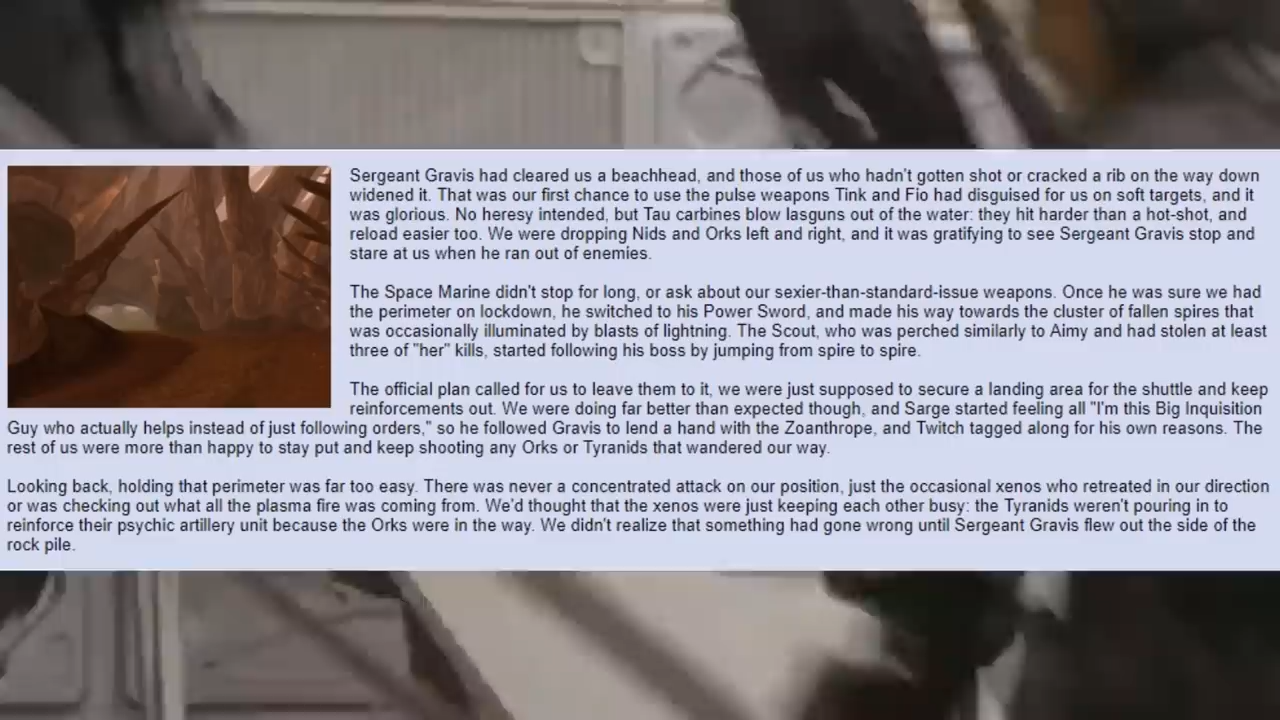 Sergeant Gravis had cleared us a beachhead, and those of us who hadn't gotten shot or cracked a rib on the way down
widened it. That was our first chance to use the pulse weapons Tink and Fio had disguised for us on soft targets, and it
was glorious. No heresy intended, but Tau carbines blow lasguns out of the water: they hit harder than a hot-shot, and
reload easier too. We were dropping Nids and Orks left and right, and it was gratifying to see Sergeant Gravis stop and
stare at us when he ran out of enemies.
The Space Marine didn't stop for long, or ask about our sexier-than-standard-issue weapons. Once he was sure we had
the perimeter on lockdown, he switched to his Power Sword, and made his way towards the cluster of fallen spires that
was occasionally illuminated by blasts of lightning. The Scout, who was perched similarly to Aimy and had stolen at least
three of "her" kills, started following his boss by jumping from spire to spire.
The official plan called for us to leave them to it, we were just supposed to secure a landing area for the shuttle and keep
reinforcements out. We were doing far better than expected though, and Sarge started feeling all "I'm this Big Inquisition
Guy who actually helps instead of just following orders," so he followed Gravis to lend a hand with the Zoanthrope, and Twitch tagged along for his own reasons. The
rest of us were more than happy to stay put and keep shooting any Orks or Tyranids that wandered our way.
Looking back, holding that perimeter was far too easy. There was never a concentrated attack on our position, just the occasional xenos who retreated in our direction
or was checking out what all the plasma fire was coming from. We'd thought that the xenos were just keeping each other busy: the Tyranids weren't pouring in to
reinforce their psychic artillery unit because the Orks were in the way. We didn't realize that something had gone wrong until Sergeant Gravis flew out the side of the
rock pile.